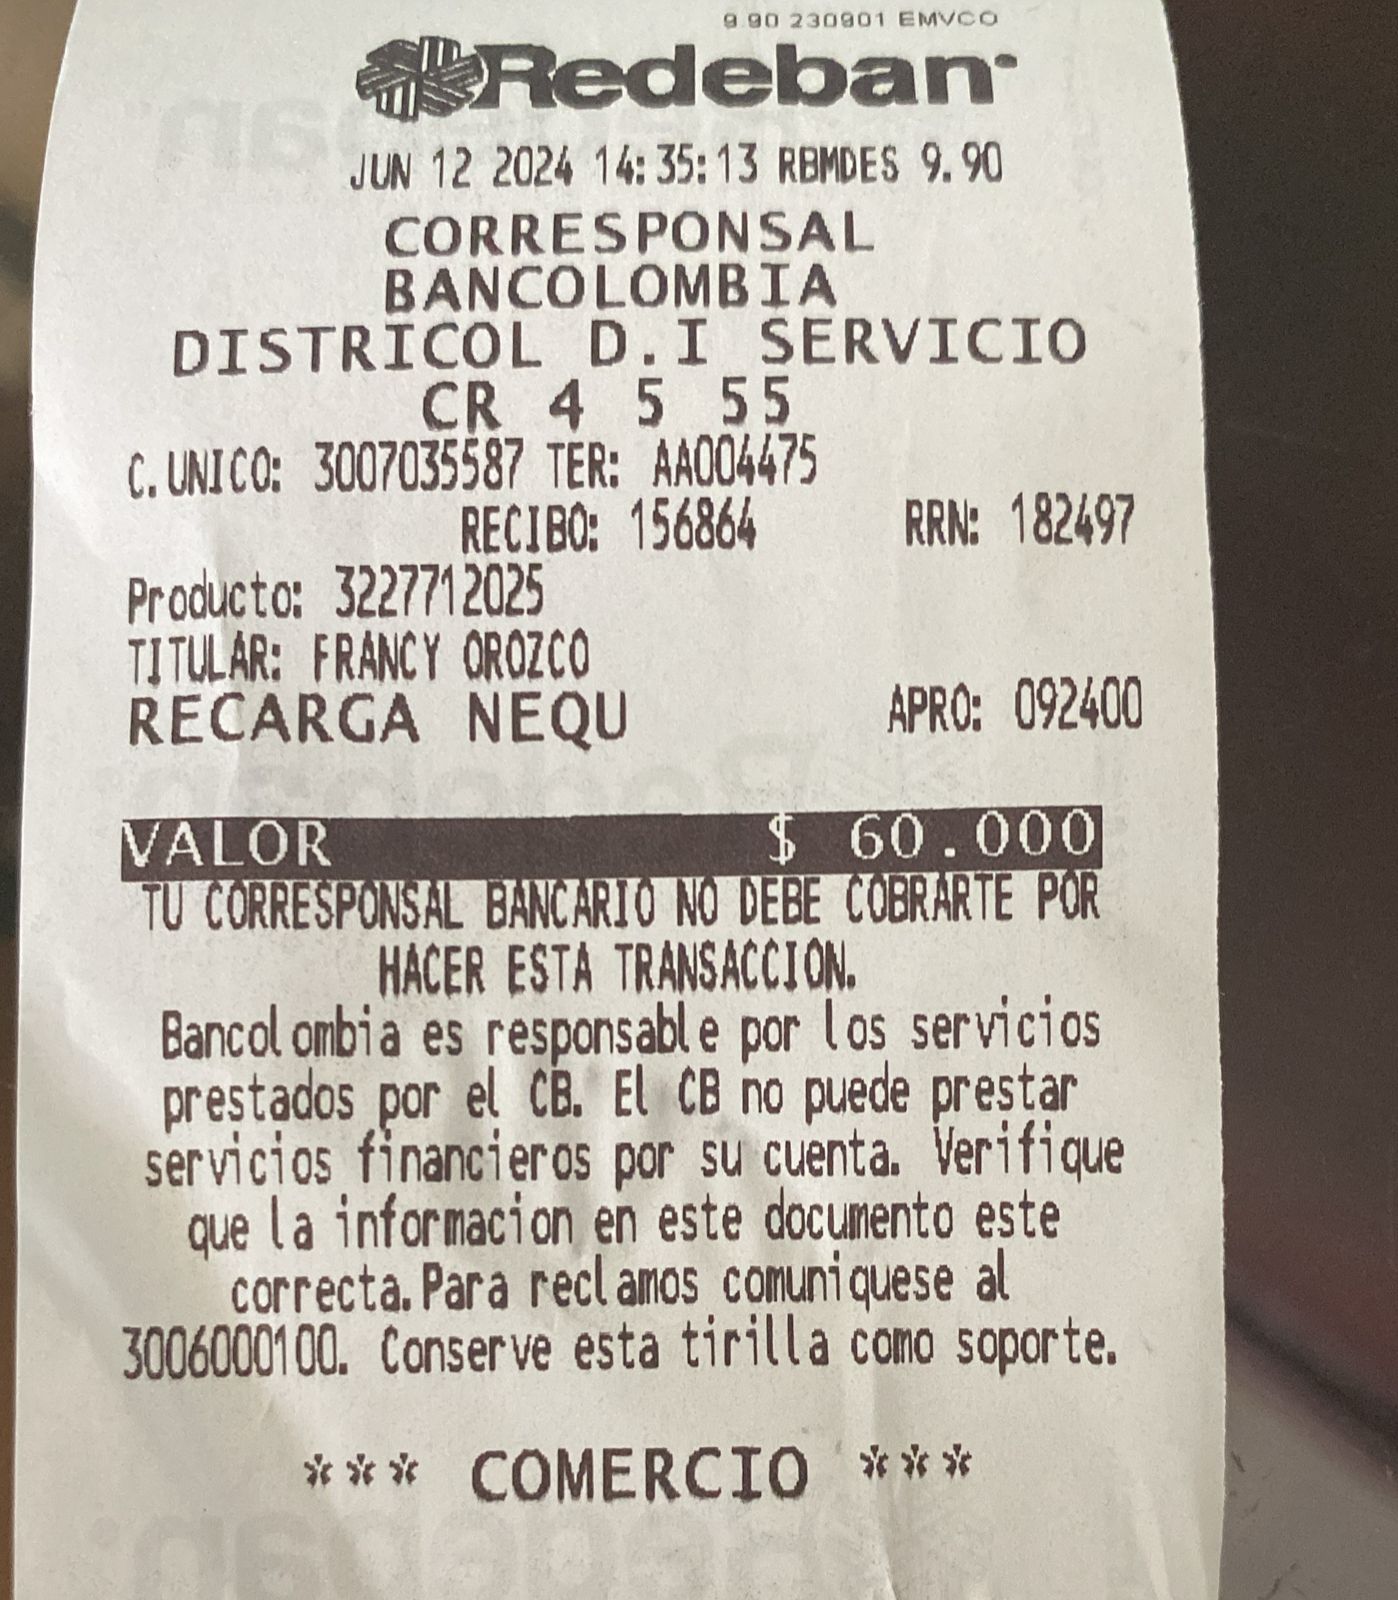 9.90 230901 EMVCO
Redeban
JUN 12 2024 14:35:13 RBMDES 9.90
CORRESPONSAL
BANCOLOMBIA
DISTRICOL D.I SERVICIO
CR 4 5 55
C.UNICO: 3007035587 TER: AA004475
RECIBO: 156864 RRN: 182497
Producto: 3227712025
TITULAR: FRANCY OROZCO
RECARGA NEQU APRO: 092400
VALOR $ 60.000
TU CORRESPONSAL BANCARIO NO DEBE COBRARTE POR
HACER ESTA TRANSACCION.
Bancolombia es responsable por los servicios
prestados por el CB. El CB no puede prestar
servicios financieros por su cuenta. Verifique
que la informacion en este documento este
correcta.Para reclamos comuniquese al
3006000100. Conserve esta tirilla como soporte.
*** COMERCIO ***